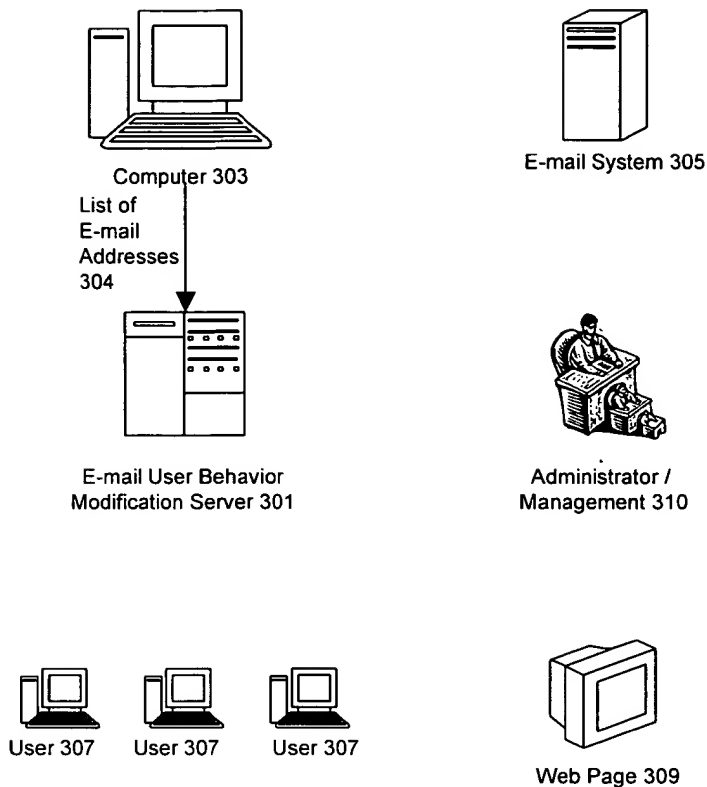 Computer 303
E-mail System 305
List of
E-mail
Addresses
304
E-mail User Behavior
Modification Server 301
Administrator /
Management 310
User 307
User 307
User 307
Web Page 309